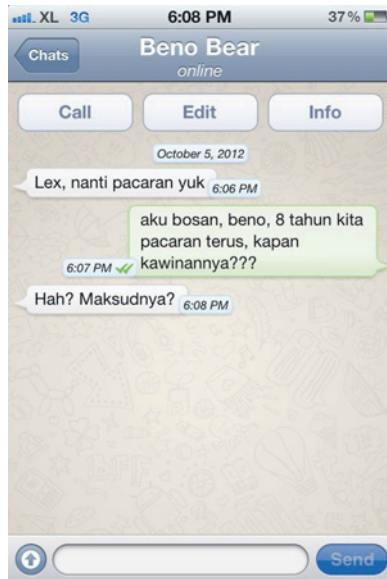 XL 3G 6:08 PM 37%
Chats Beno Bear
online
Call Edit Info
October 5, 2012
Lex, nanti pacaran yuk 6:06 PM
aku bosan, beno, 8 tahun kita
pacaran terus, kapan
6:07 PM kawinannya???
Hah? Maksudnya? 6:08 PM
Send